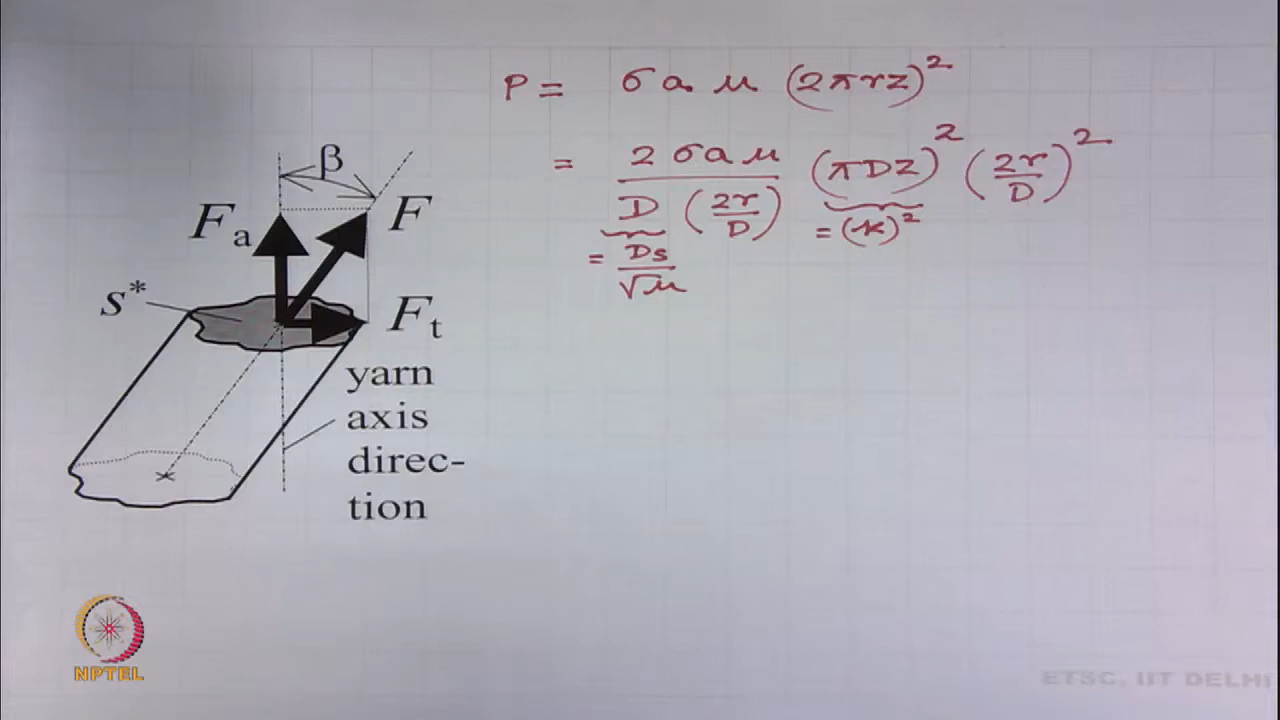 P = σ a μ (2πrz)²
= 2σaμ / D (2r/D) (πDZ)² (2r/D)²
= Ds/√μ = (κ)²
β
Fa F
s* Ft
yarn
axis
direc-
tion
NPTEL
ETSC, IIT DELHI